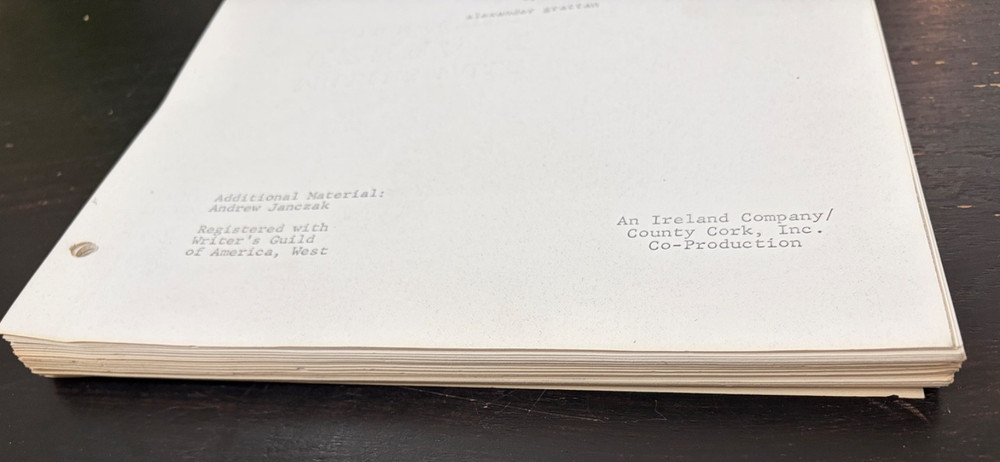 alexander grattan
Additional Material:
Andrew Janczak
Registered with
Writer's Guild
of America, West
An Ireland Company/
County Cork, Inc.
Co-Production